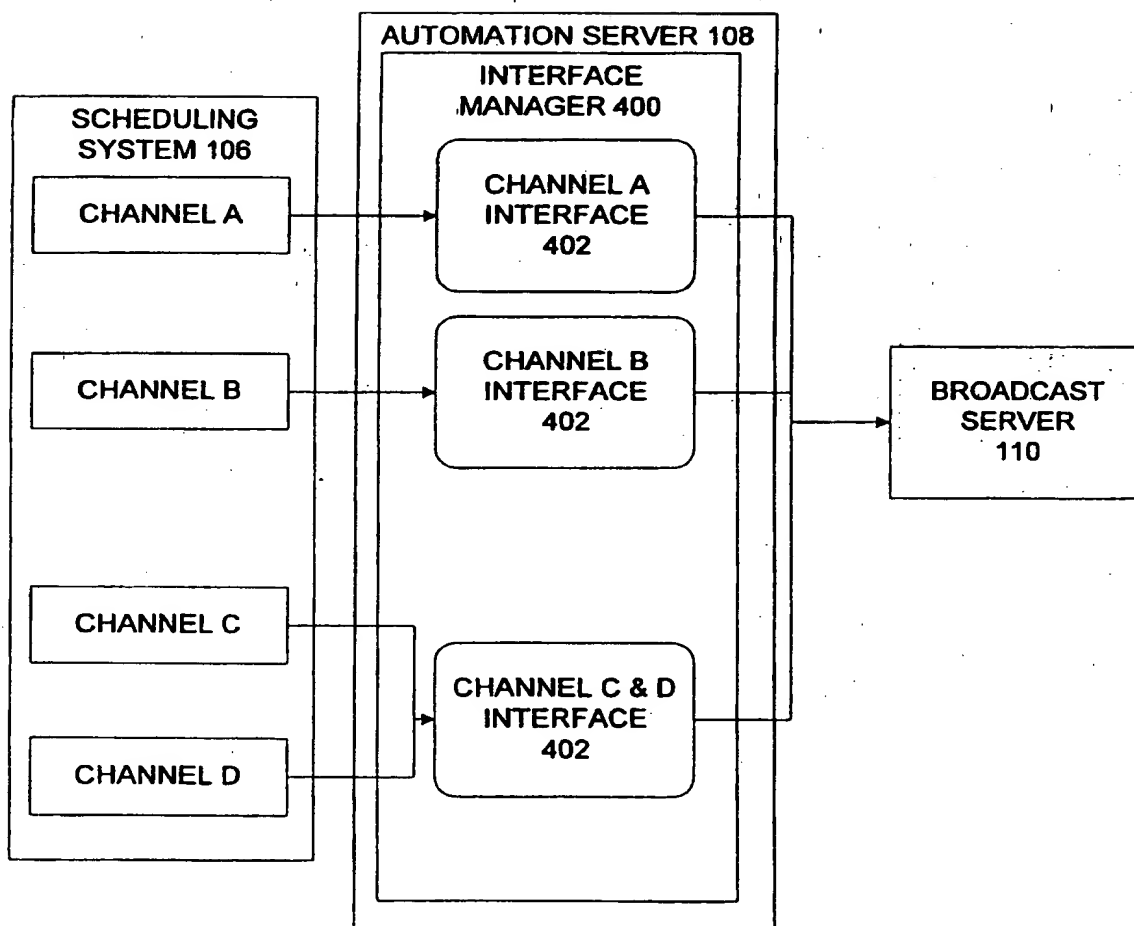 AUTOMATION SERVER 108
INTERFACE
MANAGER 400
SCHEDULING
SYSTEM 106
CHANNEL A
CHANNEL A
INTERFACE
402
CHANNEL B
CHANNEL B
INTERFACE
402
BROADCAST
SERVER
110
CHANNEL C
CHANNEL C & D
INTERFACE
402
CHANNEL D